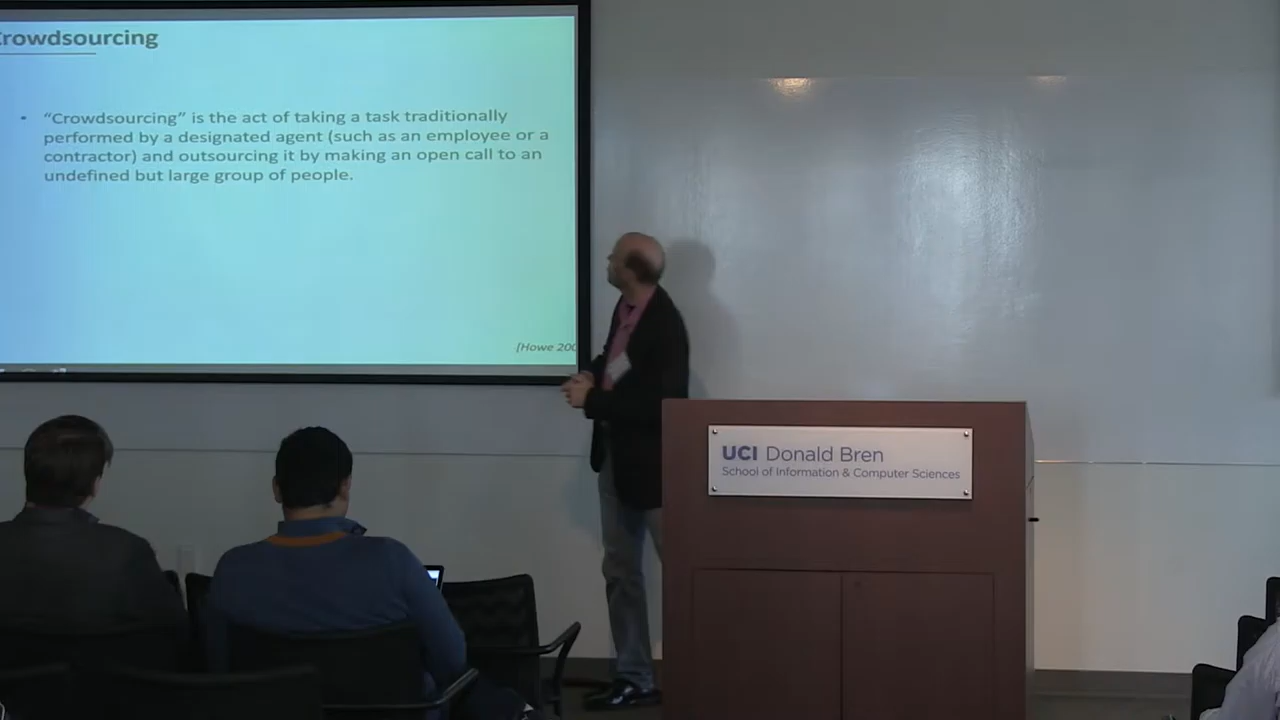 rowdsourcing
• “Crowdsourcing” is the act of taking a task traditionally
performed by a designated agent (such as an employee or a
contractor) and outsourcing it by making an open call to an
undefined but large group of people.
[Howe 200
UCI Donald Bren
School of Information & Computer Sciences